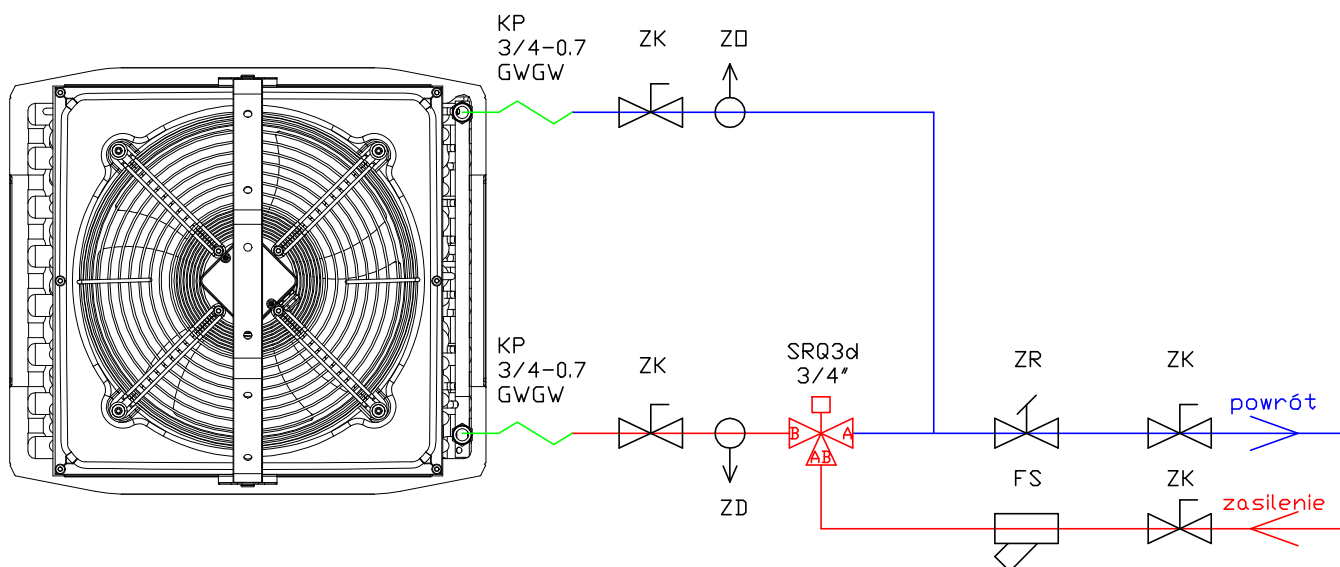 KP
3/4-0.7
GWGW
ZK
ZO
KP
3/4-0.7
GWGW
ZK
ZD
SRQ3d
3/4"
B
A
AB
ZR
ZK
powrót
FS
ZK
zasilenie